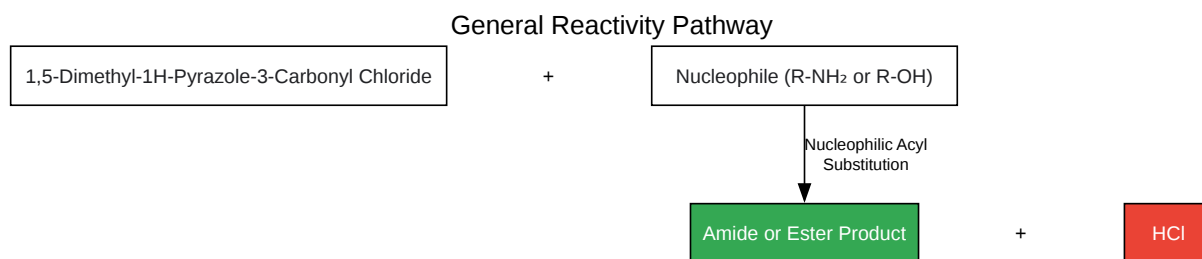 General Reactivity Pathway
1,5-Dimethyl-1H-Pyrazole-3-Carbonyl Chloride + Nucleophile (R-NH₂ or R-OH)
Nucleophilic Acyl
Substitution
Amide or Ester Product + HCl